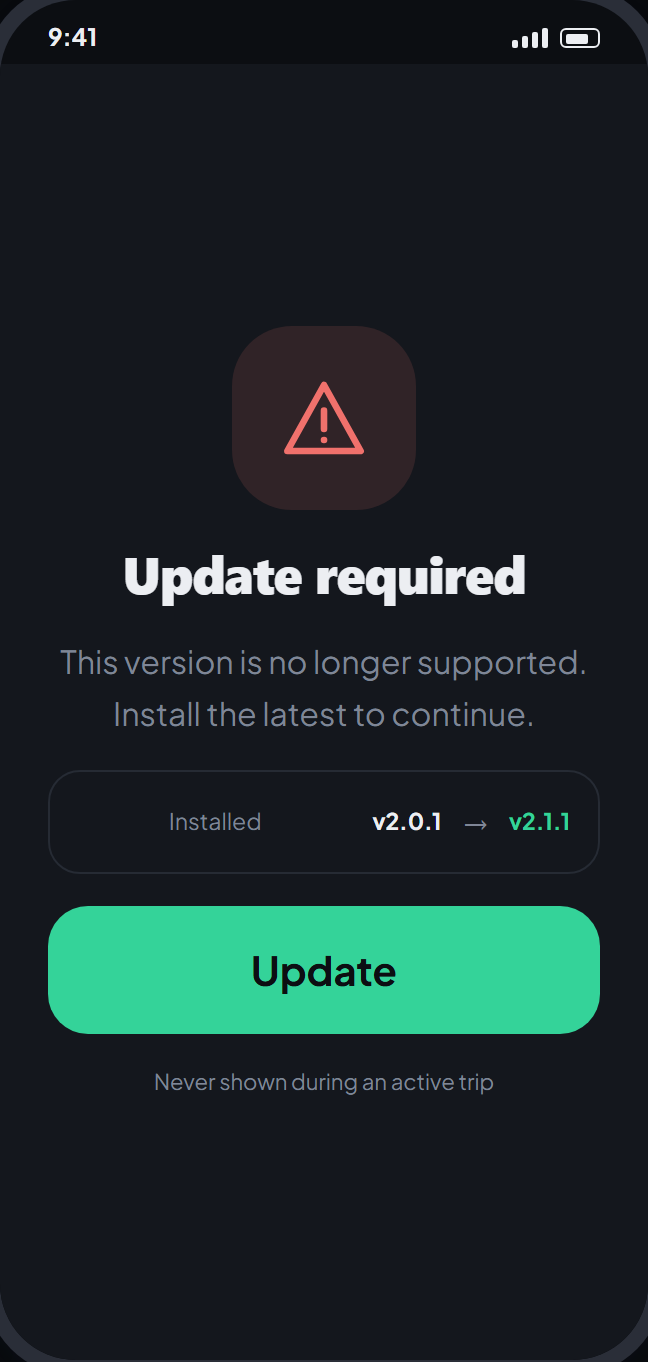 9:41
Update required
This version is no longer supported.
Install the latest to continue.
Installed v2.0.1 → v2.1.1
Update
Never shown during an active trip